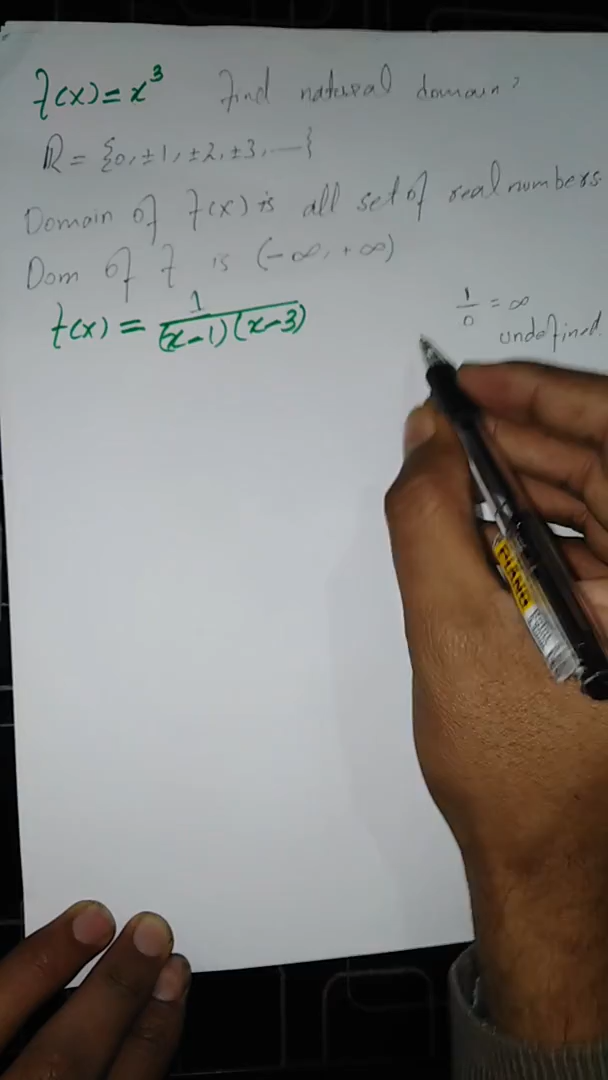 f(x) = x³ Find natural domain?
ℝ = {0, ±1, ±2, ±3, ---}
Domain of f(x) is all set of real numbers.
Dom of f is (-∞, +∞)
f(x) = 1/((x-1)(x-3))
1/0 = ∞
undefined.
PIANO